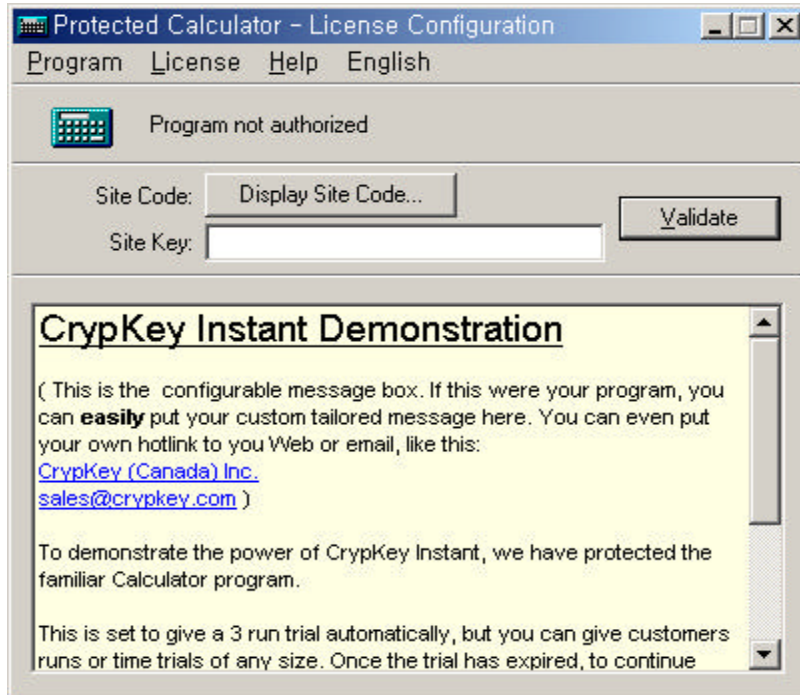 Protected Calculator - License Configuration
Program License Help English
Program not authorized
Site Code: Display Site Code...
Validate
Site Key:
CrypKey Instant Demonstration
( This is the configurable message box. If this were your program, you
can easily put your custom tailored message here. You can even put
your own hotlink to you Web or email, like this:
CrypKey (Canada) Inc.
sales@crypkey.com )
To demonstrate the power of CrypKey Instant, we have protected the
familiar Calculator program.
This is set to give a 3 run trial automatically, but you can give customers
runs or time trials of any size. Once the trial has expired, to continue